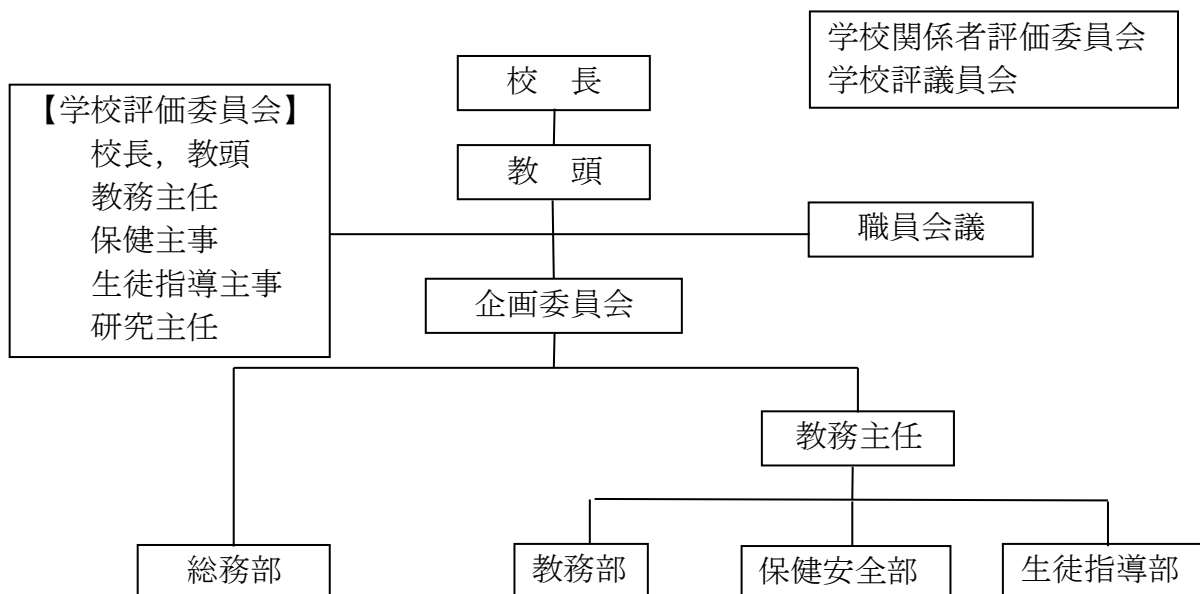 学校関係者評価委員会
学校評議員会
校　長
【学校評価委員会】
校長，教頭
教務主任
保健主事
生徒指導主事
研究主任
教　頭
職員会議
企画委員会
教務主任
総務部
教務部
保健安全部
生徒指導部